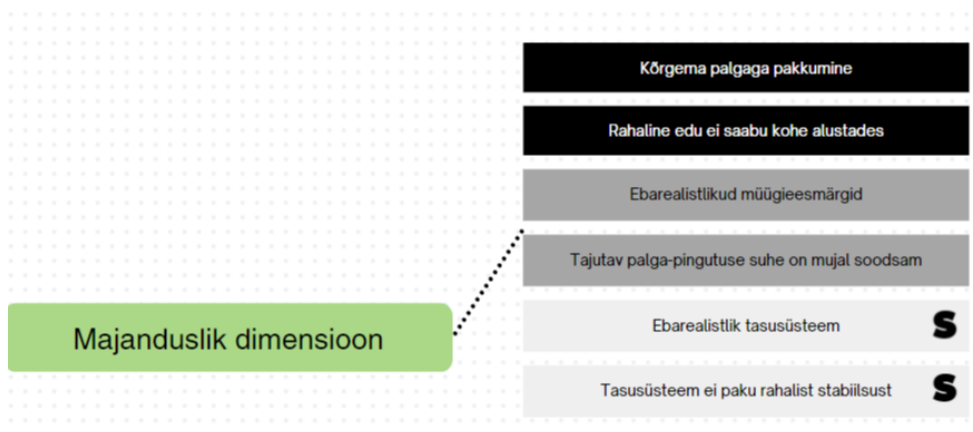 Kõrgema palgaga pakkumine
Rahaline edu ei saabu kohe alustades
Ebarealistlikud müügieesmärgid
Tajutav palga-pingutuse suhe on mujal soodsam
Majanduslik dimensioon
Ebarealistlik tasusüsteem S
Tasusüsteem ei paku rahalist stabiilsust S